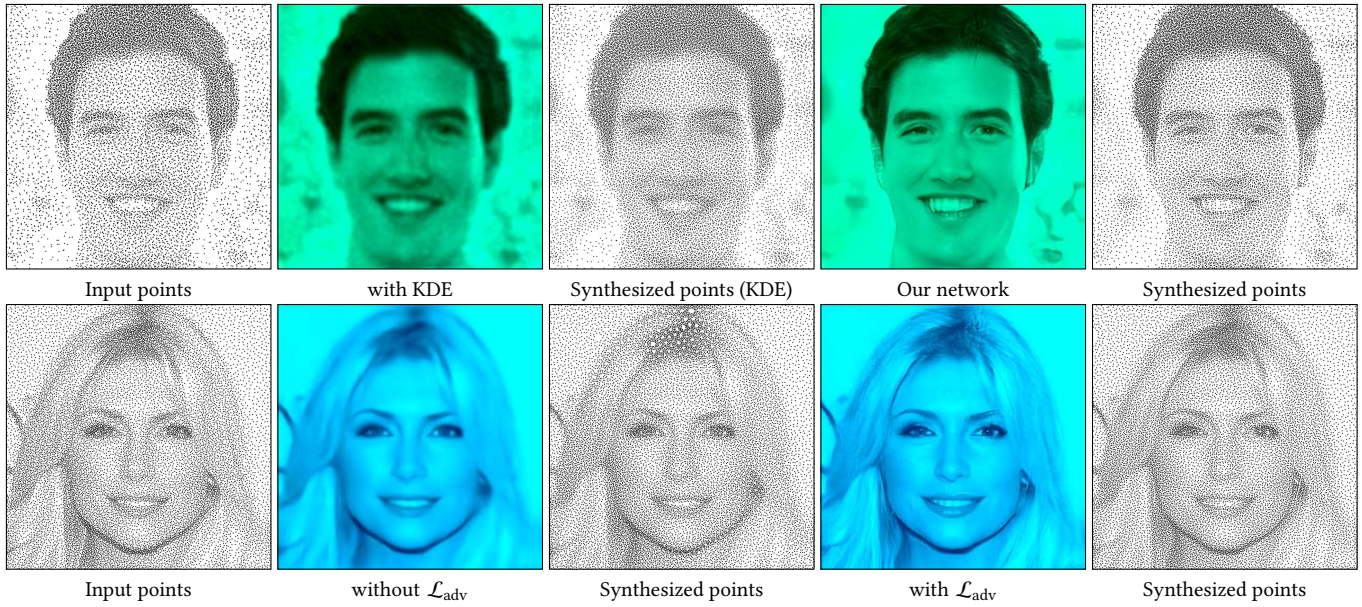 Input points
with KDE
Synthesized points (KDE)
Our network
Synthesized points
Input points
without ℒadv
Synthesized points
with ℒadv
Synthesized points